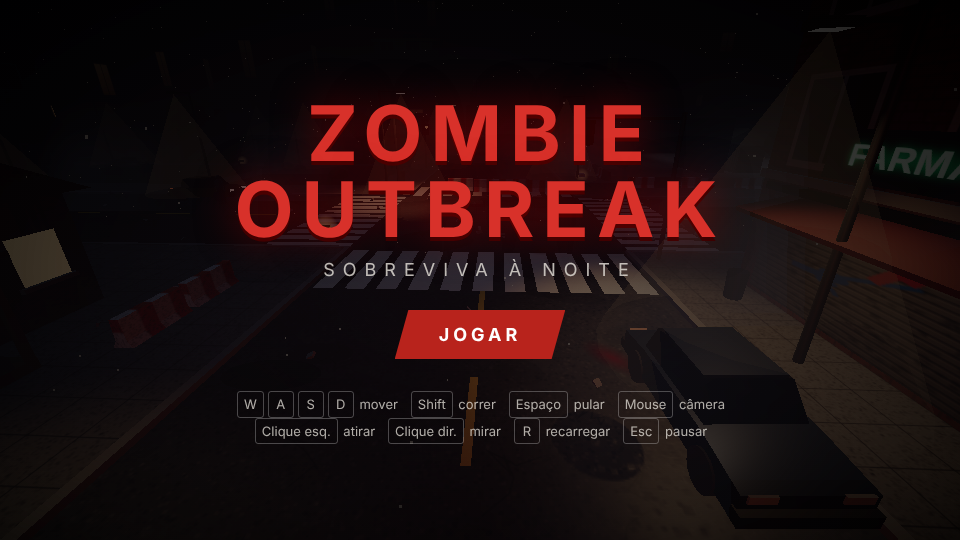 ZOMBIE
OUTBREAK
SOBREVIVA À NOITE
JOGAR
W A S D mover Shift correr Espaço pular Mouse câmera
Clique esq. atirar Clique dir. mirar R recarregar Esc pausar